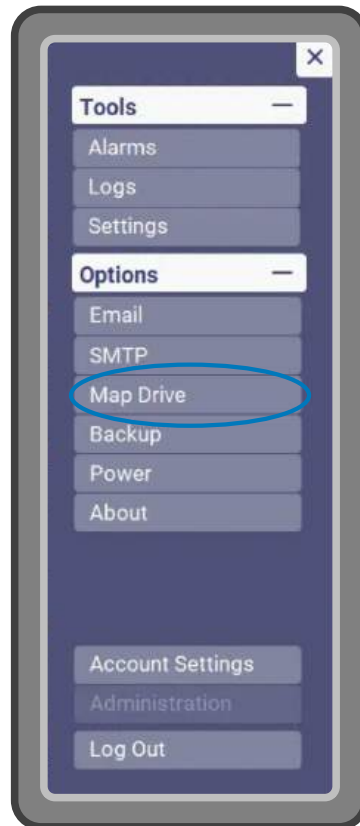 ×
Tools —
Alarms
Logs
Settings
Options —
Email
SMTP
Map Drive
Backup
Power
About
Account Settings
Administration
Log Out